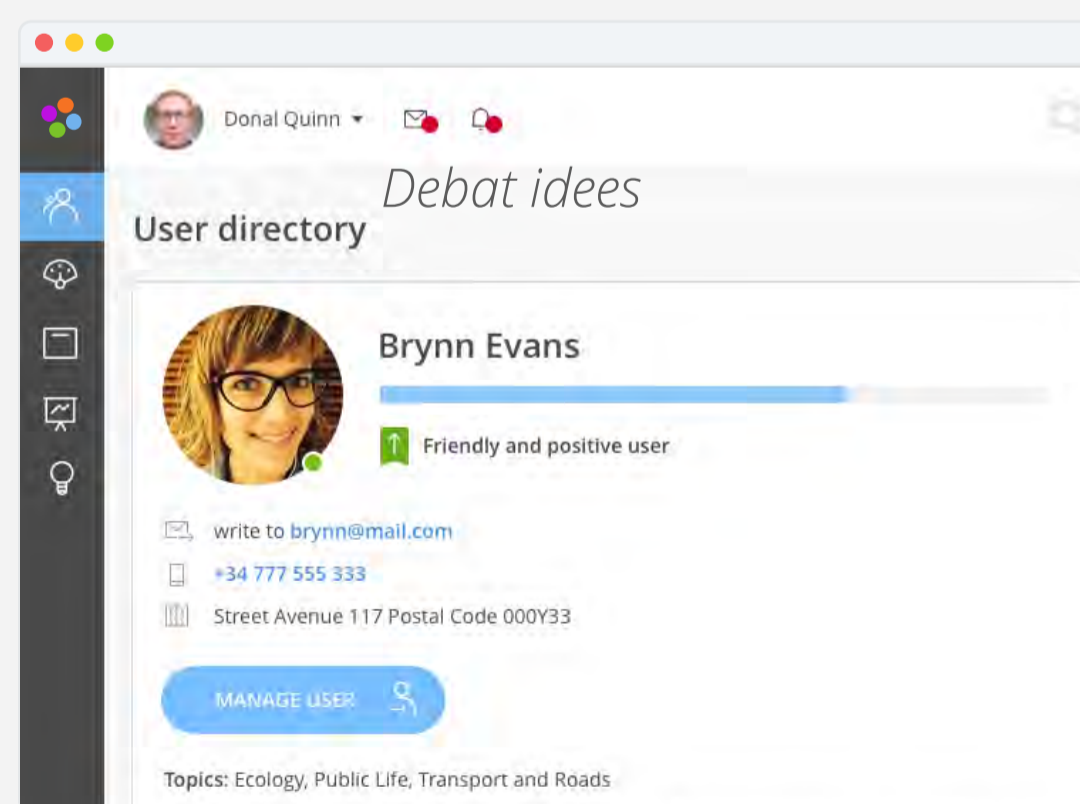 Donal Quinn
Debat idees
User directory
Brynn Evans
Friendly and positive user
write to brynn@mail.com
+34 777 555 333
Street Avenue 117 Postal Code 000Y33
MANAGE USER
Topics: Ecology, Public Life, Transport and Roads